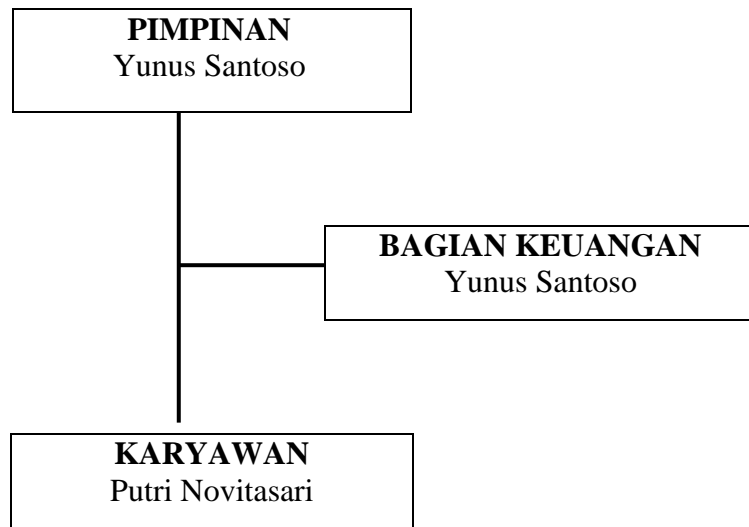 PIMPINAN
Yunus Santoso
BAGIAN KEUANGAN
Yunus Santoso
KARYAWAN
Putri Novitasari